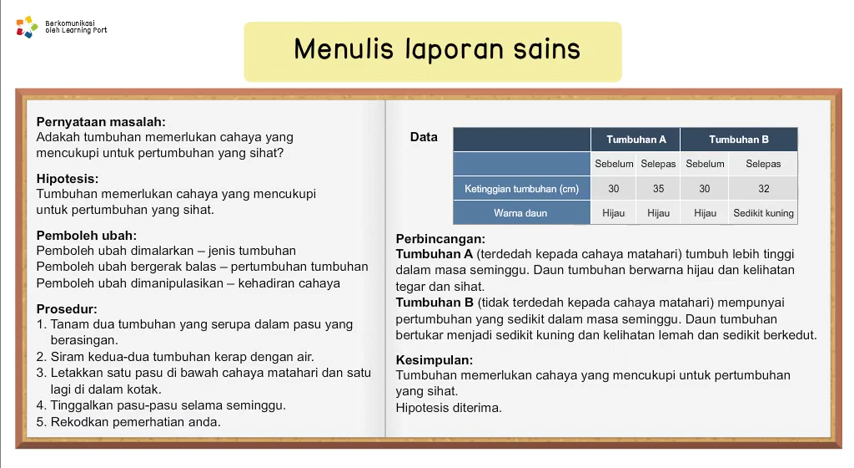 Berkomunikasi
oleh Learning Port
Menulis laporan sains
Pernyataan masalah:
Adakah tumbuhan memerlukan cahaya yang
mencukupi untuk pertumbuhan yang sihat?
Hipotesis:
Tumbuhan memerlukan cahaya yang mencukupi
untuk pertumbuhan yang sihat.
Pemboleh ubah:
Pemboleh ubah dimalarkan – jenis tumbuhan
Pemboleh ubah bergerak balas – pertumbuhan tumbuhan
Pemboleh ubah dimanipulasikan – kehadiran cahaya
Prosedur:
1. Tanam dua tumbuhan yang serupa dalam pasu yang
berasingan.
2. Siram kedua-dua tumbuhan kerap dengan air.
3. Letakkan satu pasu di bawah cahaya matahari dan satu
lagi di dalam kotak.
4. Tinggalkan pasu-pasu selama seminggu.
5. Rekodkan pemerhatian anda.
Data
Tumbuhan A Tumbuhan B
Sebelum Selepas Sebelum Selepas
Ketinggian tumbuhan (cm) 30 35 30 32
Warna daun Hijau Hijau Hijau Sedikit kuning
Perbincangan:
Tumbuhan A (terdedah kepada cahaya matahari) tumbuh lebih tinggi
dalam masa seminggu. Daun tumbuhan berwarna hijau dan kelihatan
tegar dan sihat.
Tumbuhan B (tidak terdedah kepada cahaya matahari) mempunyai
pertumbuhan yang sedikit dalam masa seminggu. Daun tumbuhan
bertukar menjadi sedikit kuning dan kelihatan lemah dan sedikit berkedut.
Kesimpulan:
Tumbuhan memerlukan cahaya yang mencukupi untuk pertumbuhan
yang sihat.
Hipotesis diterima.